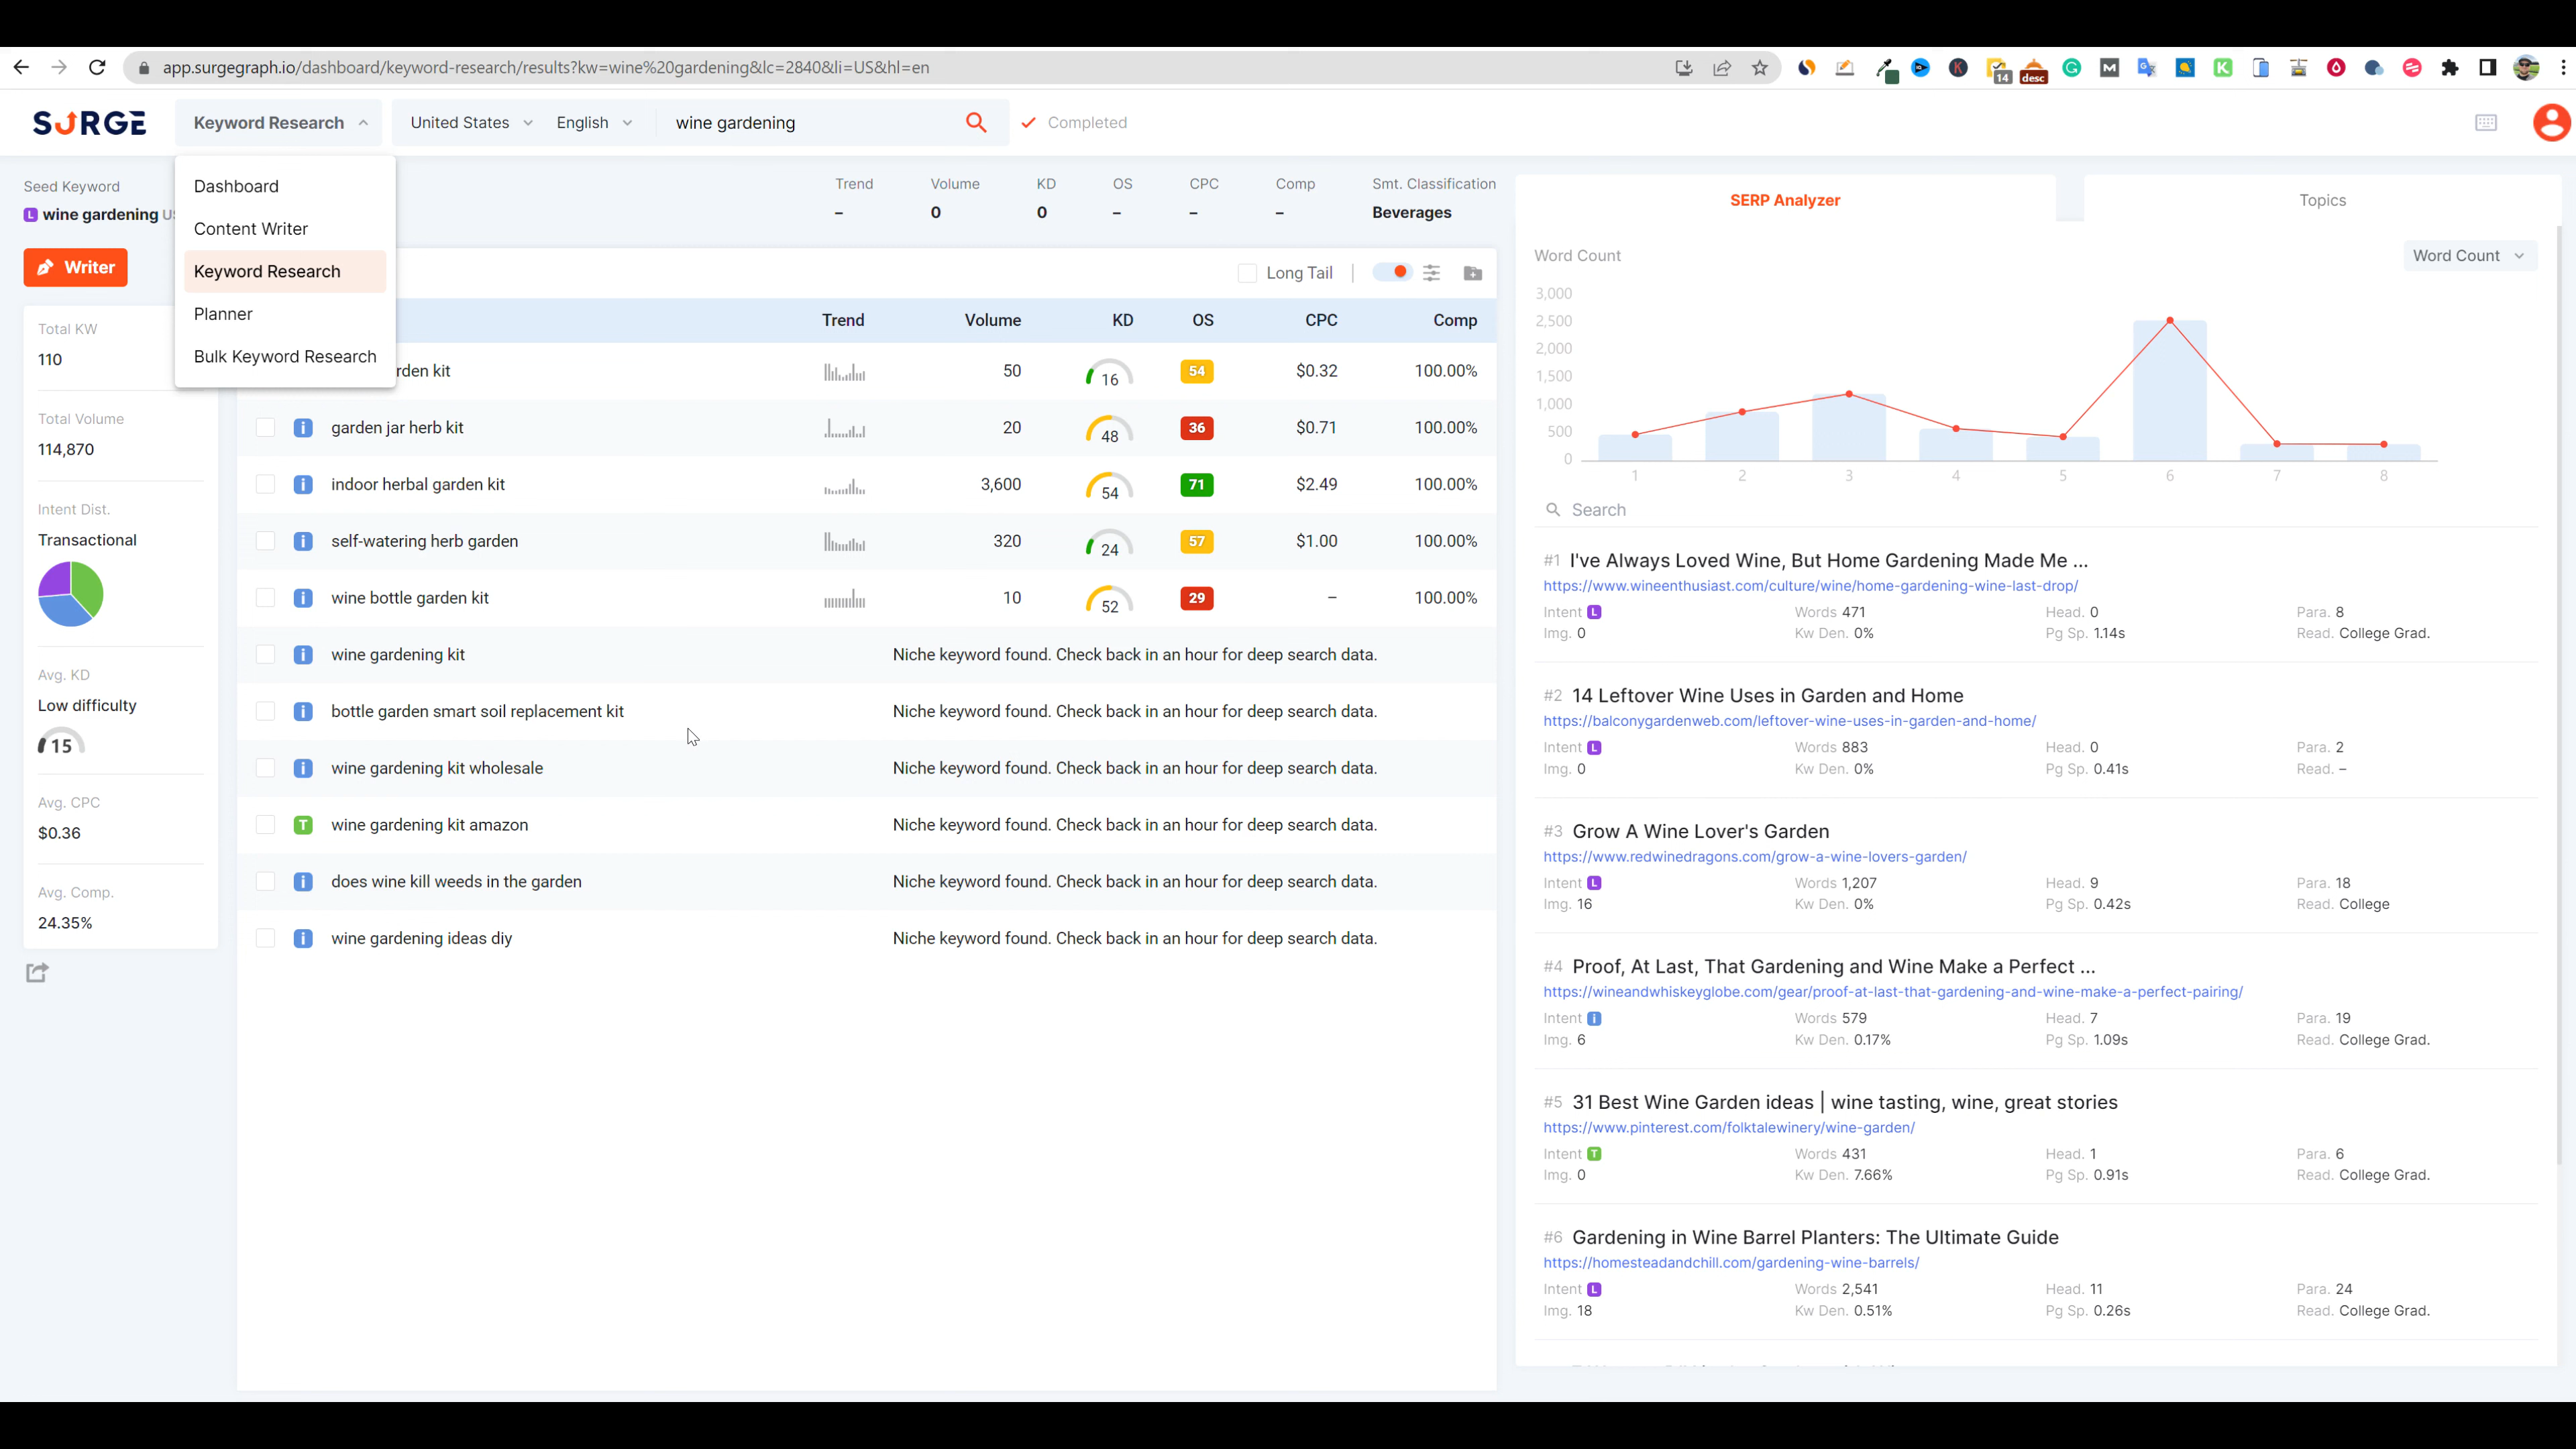 app.surgegraph.io/dashboard/keyword-research/results?kw=wine%20gardening&lc=2840&li=US&hl=en
14
desc
SURGE
Keyword Research
United States
English
wine gardening
Completed
Dashboard
Content Writer
Keyword Research
Planner
Bulk Keyword Research
Seed Keyword
L wine gardening
Writer
Trend Volume KD OS CPC Comp Smt. Classification
– 0 0 – – – Beverages
Total KW
110
Total Volume
114,870
Intent Dist.
Transactional
Avg. KD
Low difficulty
15
Avg. CPC
$0.36
Avg. Comp.
24.35%
Long Tail
Trend Volume KD OS CPC Comp
rden kit 50 16 54 $0.32 100.00%
i garden jar herb kit 20 48 36 $0.71 100.00%
i indoor herbal garden kit 3,600 54 71 $2.49 100.00%
i self-watering herb garden 320 24 57 $1.00 100.00%
i wine bottle garden kit 10 52 29 – 100.00%
i wine gardening kit Niche keyword found. Check back in an hour for deep search data.
i bottle garden smart soil replacement kit Niche keyword found. Check back in an hour for deep search data.
i wine gardening kit wholesale Niche keyword found. Check back in an hour for deep search data.
T wine gardening kit amazon Niche keyword found. Check back in an hour for deep search data.
i does wine kill weeds in the garden Niche keyword found. Check back in an hour for deep search data.
i wine gardening ideas diy Niche keyword found. Check back in an hour for deep search data.
SERP Analyzer
Topics
Word Count
Word Count
3,000
2,500
2,000
1,500
1,000
500
0
1 2 3 4 5 6 7 8
Search
#1 I've Always Loved Wine, But Home Gardening Made Me ...
https://www.wineenthusiast.com/culture/wine/home-gardening-wine-last-drop/
Intent L Words 471 Head. 0 Para. 8
Img. 0 Kw Den. 0% Pg Sp. 1.14s Read. College Grad.
#2 14 Leftover Wine Uses in Garden and Home
https://balconygardenweb.com/leftover-wine-uses-in-garden-and-home/
Intent L Words 883 Head. 0 Para. 2
Img. 0 Kw Den. 0% Pg Sp. 0.41s Read. –
#3 Grow A Wine Lover's Garden
https://www.redwinedragons.com/grow-a-wine-lovers-garden/
Intent L Words 1,207 Head. 9 Para. 18
Img. 16 Kw Den. 0% Pg Sp. 0.42s Read. College
#4 Proof, At Last, That Gardening and Wine Make a Perfect ...
https://wineandwhiskeyglobe.com/gear/proof-at-last-that-gardening-and-wine-make-a-perfect-pairing/
Intent i Words 579 Head. 7 Para. 19
Img. 6 Kw Den. 0.17% Pg Sp. 1.09s Read. College Grad.
#5 31 Best Wine Garden ideas | wine tasting, wine, great stories
https://www.pinterest.com/folktalewinery/wine-garden/
Intent T Words 431 Head. 1 Para. 6
Img. 0 Kw Den. 7.66% Pg Sp. 0.91s Read. College Grad.
#6 Gardening in Wine Barrel Planters: The Ultimate Guide
https://homesteadandchill.com/gardening-wine-barrels/
Intent L Words 2,541 Head. 11 Para. 24
Img. 18 Kw Den. 0.51% Pg Sp. 0.26s Read. College Grad.